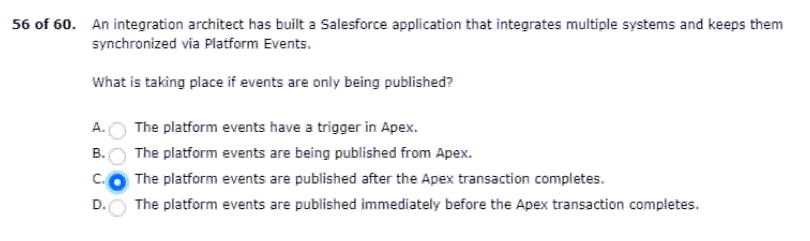 56 of 60. An integration architect has built a Salesforce application that integrates multiple systems and keeps them
synchronized via Platform Events.
What is taking place if events are only being published?
A. The platform events have a trigger in Apex.
B. The platform events are being published from Apex.
C. The platform events are published after the Apex transaction completes.
D. The platform events are published immediately before the Apex transaction completes.